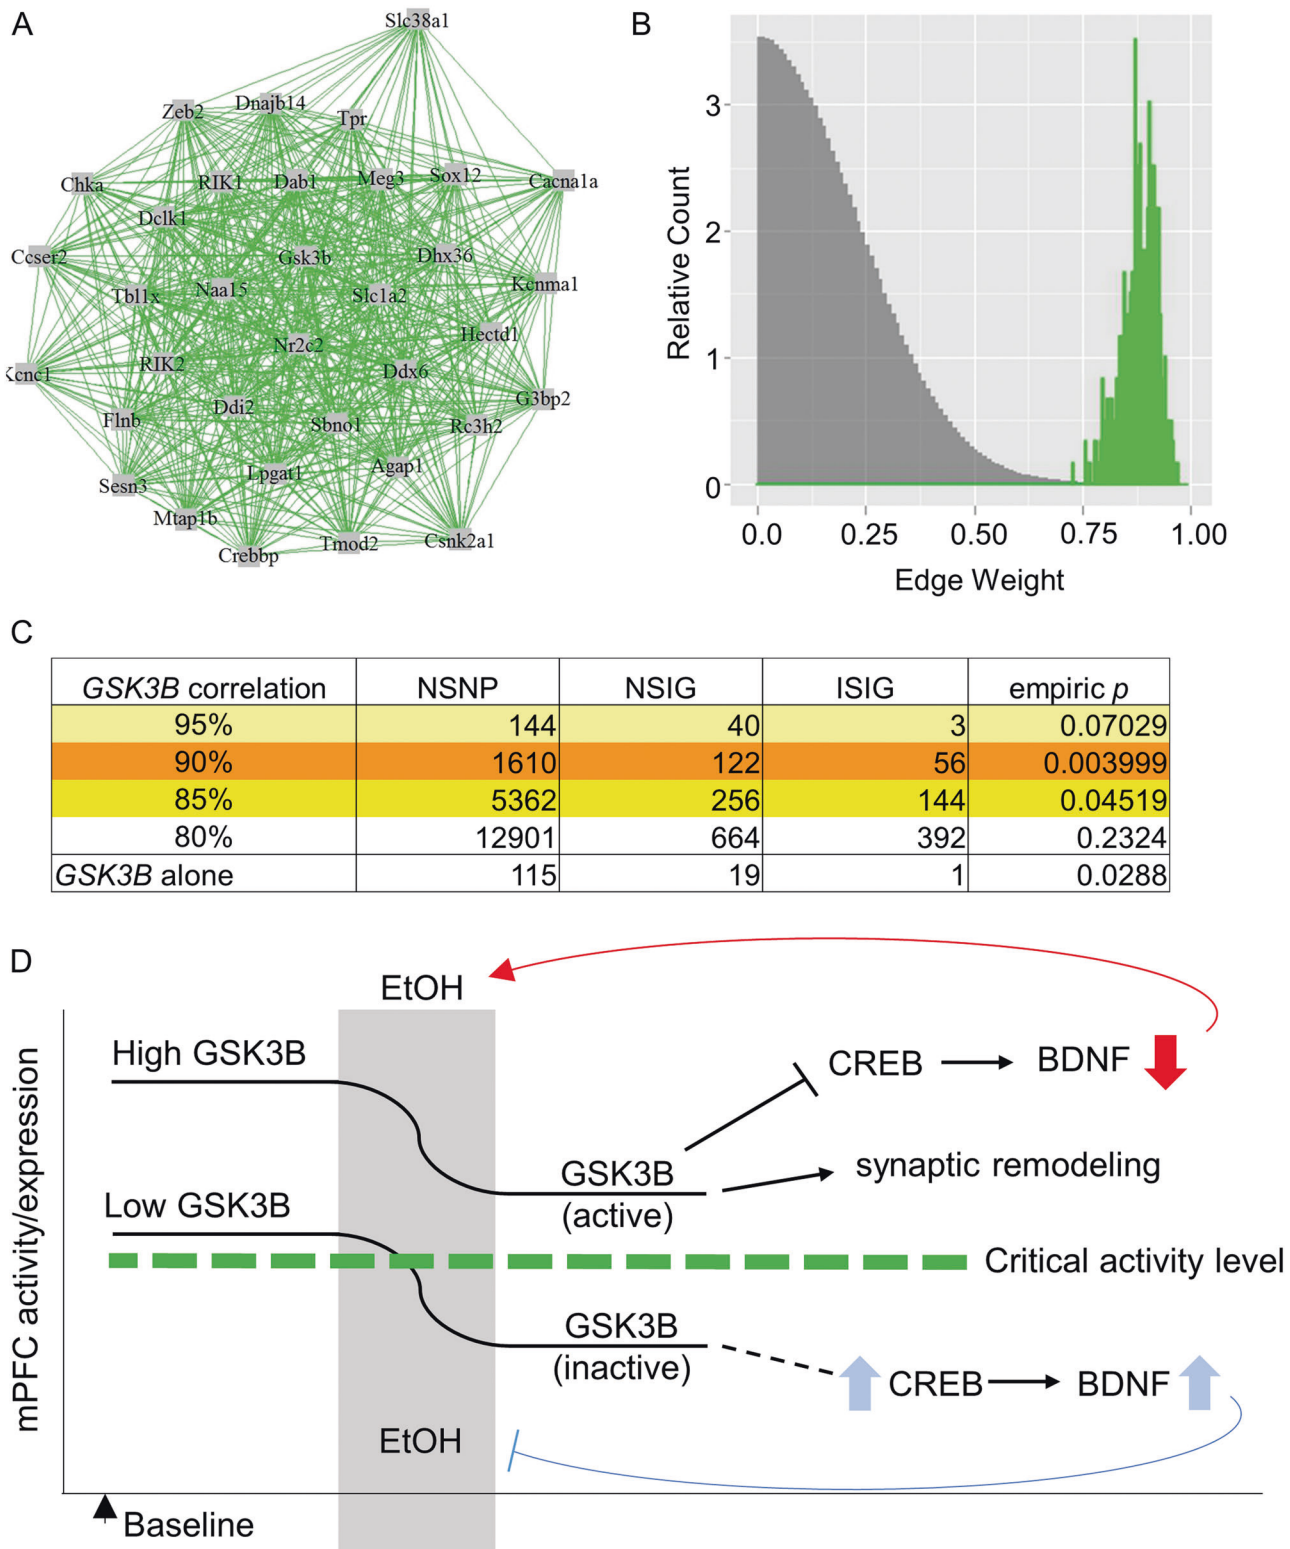 A
Slc38a1
Zeb2
Dnajb14
Tpr
Chka
RIK1
Dab1
Meg3
Sox12
Cacna1a
Dclk1
Ccser2
Gsk3b
Dhx36
Tbl1x
Naa15
Slc1a2
Kcnma1
Hectd1
Nr2c2
Kcnc1
RIK2
Ddx6
G3bp2
Flnb
Ddi2
Sbno1
Rc3h2
Sesn3
Lpgat1
Agap1
Mtap1b
Crebbp
Tmod2
Csnk2a1
B
Relative Count
3
2
1
0
0.0 0.25 0.50 0.75 1.00
Edge Weight
C
GSK3B correlation NSNP NSIG ISIG empiric p
95% 144 40 3 0.07029
90% 1610 122 56 0.003999
85% 5362 256 144 0.04519
80% 12901 664 392 0.2324
GSK3B alone 115 19 1 0.0288
D
mPFC activity/expression
EtOH
High GSK3B
CREB BDNF
GSK3B
(active)
synaptic remodeling
Low GSK3B
Critical activity level
GSK3B
(inactive)
CREB BDNF
EtOH
Baseline